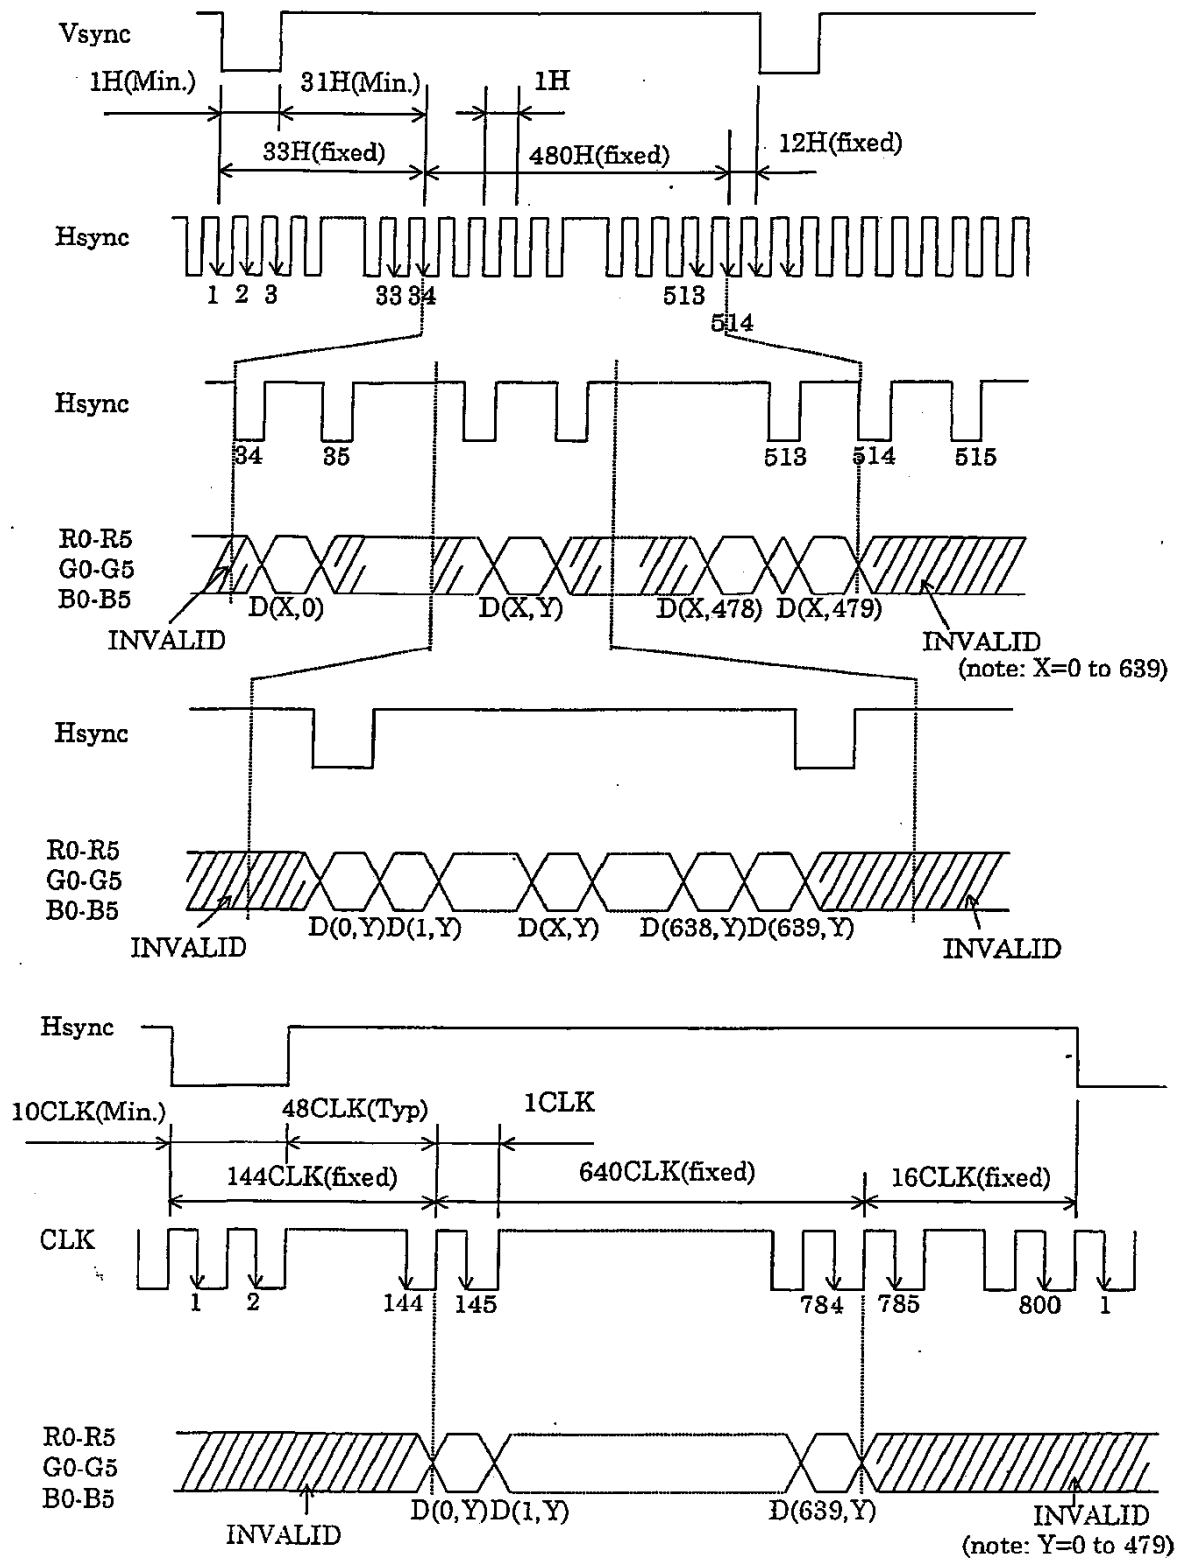 Vsync
1H(Min.) 31H(Min.) 1H
33H(fixed) 480H(fixed) 12H(fixed)
Hsync
1 2 3 33 34 513
514
Hsync
34 35 513 514 515
R0-R5
G0-G5
B0-B5
D(X,0) D(X,Y) D(X,478) D(X,479)
INVALID INVALID
(note: X=0 to 639)
Hsync
R0-R5
G0-G5
B0-B5
D(0,Y) D(1,Y) D(X,Y) D(638,Y) D(639,Y)
INVALID INVALID
Hsync
10CLK(Min.) 48CLK(Typ) 1CLK
144CLK(fixed) 640CLK(fixed) 16CLK(fixed)
CLK
1 2 144 145 784 785 800 1
R0-R5
G0-G5
B0-B5
D(0,Y) D(1,Y) D(639,Y)
INVALID INVALID
(note: Y=0 to 479)